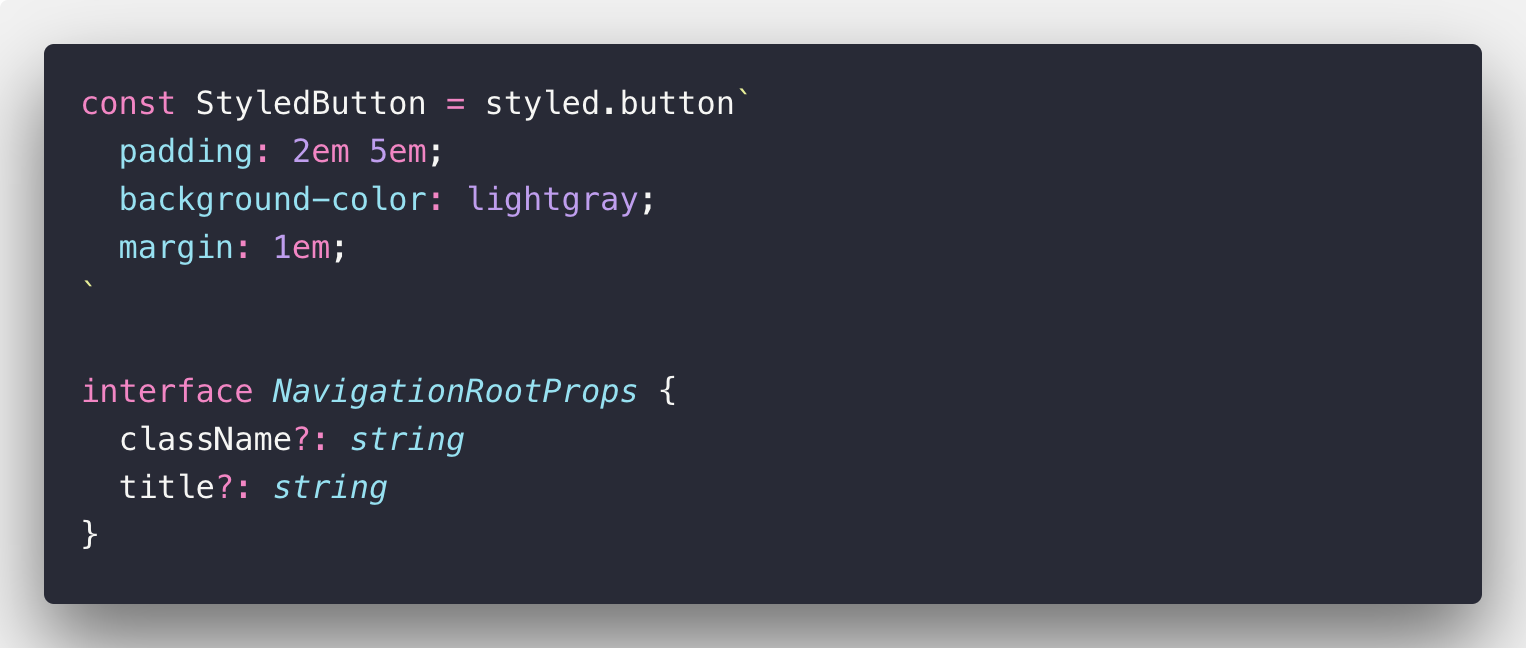 const StyledButton = styled.button`
  padding: 2em 5em;
  background-color: lightgray;
  margin: 1em;
`

interface NavigationRootProps {
  className?: string
  title?: string
}